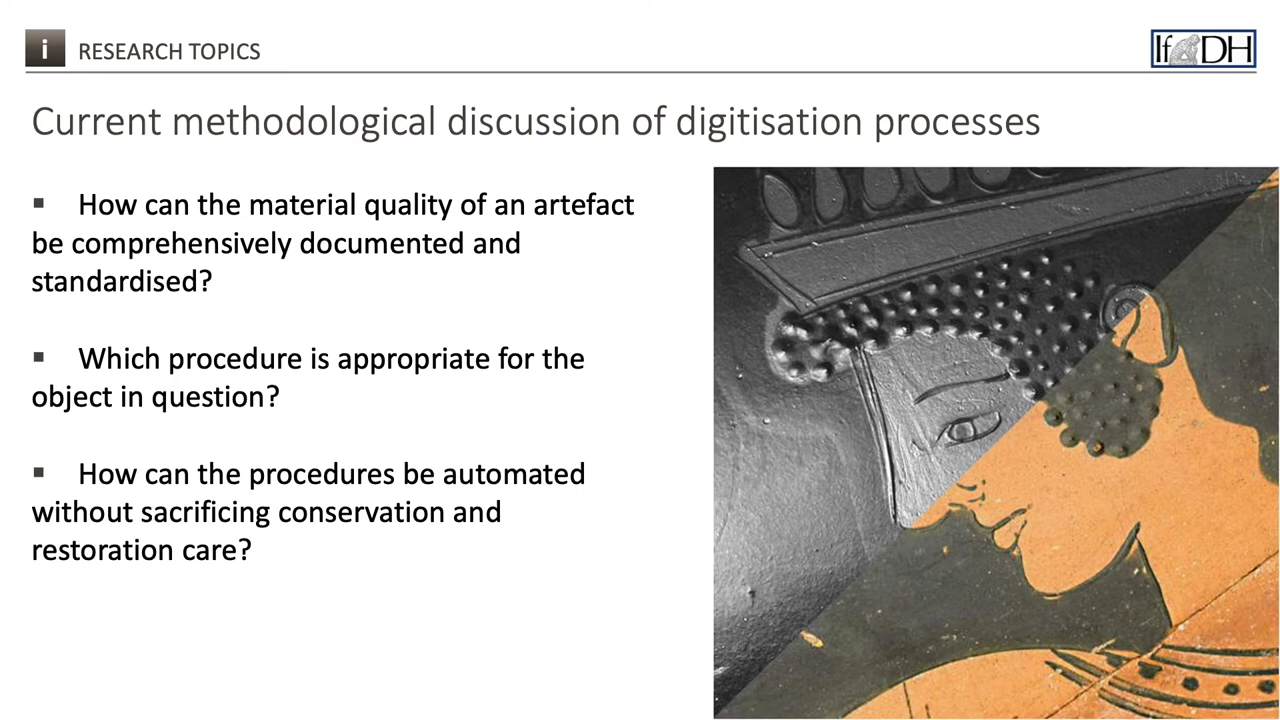 i RESEARCH TOPICS
IfDH
Current methodological discussion of digitisation processes
▪ How can the material quality of an artefact
be comprehensively documented and
standardised?
▪ Which procedure is appropriate for the
object in question?
▪ How can the procedures be automated
without sacrificing conservation and
restoration care?